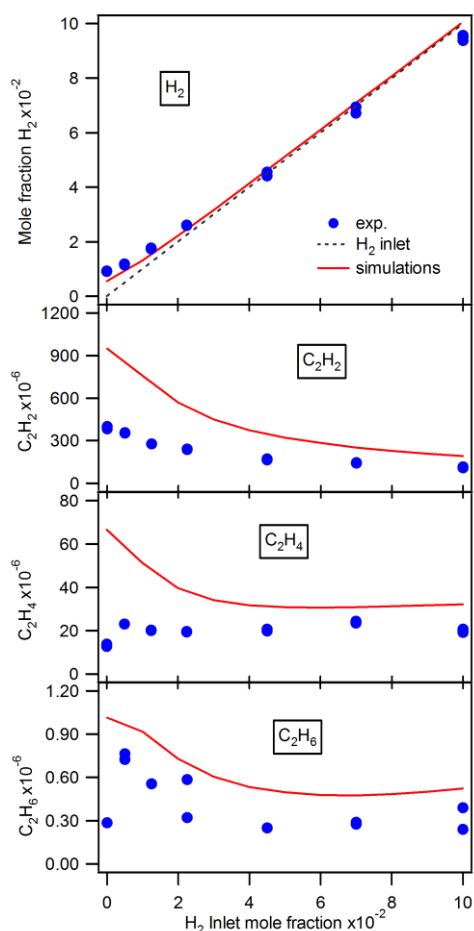 10
8
6
4
2
0
Mole fraction H₂ x10⁻²
H₂
exp.
H₂ inlet
simulations
1200
900
600
300
0
C₂H₂ x10⁻⁶
C₂H₂
80
60
40
20
0
C₂H₄ x10⁻⁶
C₂H₄
1.20
0.90
0.60
0.30
0.00
C₂H₆ x10⁻⁶
C₂H₆
0 2 4 6 8 10
H₂ Inlet mole fraction x10⁻²